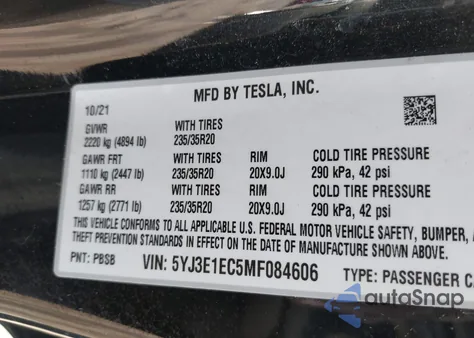 MFD BY TESLA, INC.
10/21
GVWR WITH TIRES
2220 kg (4894 lb) 235/35R20
GAWR FRT WITH TIRES RIM COLD TIRE PRESSURE
1110 kg (2447 lb) 235/35R20 20X9.0J 290 kPa, 42 psi
GAWR RR WITH TIRES RIM COLD TIRE PRESSURE
1257 kg (2771 lb) 235/35R20 20X9.0J 290 kPa, 42 psi
THIS VEHICLE CONFORMS TO ALL APPLICABLE U.S. FEDERAL MOTOR VEHICLE SAFETY, BUMPER,
THEFT PREVENTION STANDARDS IN EFFECT ON THE DATE OF MANUFACTURE
PNT: PBSB VIN: 5YJ3E1EC5MF084606 TYPE: PASSENGER
autoSnap